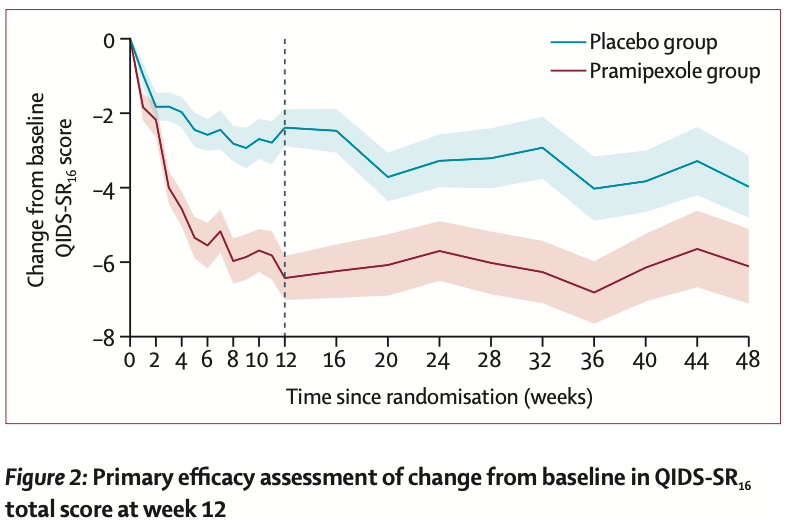 Placebo group
Pramipexole group
Change from baseline
QIDS-SR16 score
0
−2
−4
−6
−8
0 2 4 6 8 10 12 16 20 24 28 32 36 40 44 48
Time since randomisation (weeks)
Figure 2: Primary efficacy assessment of change from baseline in QIDS-SR16
total score at week 12